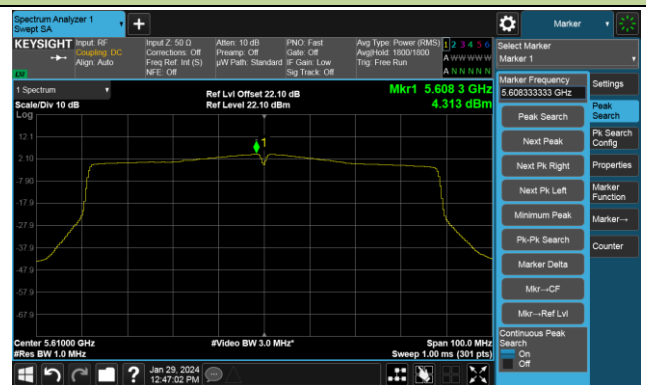 Spectrum Analyzer 1
Swept SA
+
Marker
KEYSIGHT
Input: RF
Coupling: DC
Align: Auto
Input Z: 50 Ω
Corrections: Off
Freq Ref: Int (S)
NFE: Off
Atten: 10 dB
Preamp: Off
µW Path: Standard
PNO: Fast
Gate: Off
IF Gain: Low
Sig Track: Off
Avg Type: Power (RMS)
Avg|Hold: 1800/1800
Trig: Free Run
1 2 3 4 5 6
A W W W W W
A N N N N N
Select Marker
Marker 1
LXI
1 Spectrum
Scale/Div 10 dB
Log
Ref Lvl Offset 22.10 dB
Ref Level 22.10 dBm
Mkr1 5.608 3 GHz
4.313 dBm
1
12.1
2.10
-7.90
-17.9
-27.9
-37.9
-47.9
-57.9
-67.9
Center 5.61000 GHz
#Res BW 1.0 MHz
#Video BW 3.0 MHz*
Span 100.0 MHz
Sweep 1.00 ms (301 pts)
Marker Frequency
5.608333333 GHz
Peak Search
Next Peak
Next Pk Right
Next Pk Left
Minimum Peak
Pk-Pk Search
Marker Delta
Mkr→CF
Mkr→Ref Lvl
Continuous Peak
Search
On
Off
Settings
Peak
Search
Pk Search
Config
Properties
Marker
Function
Marker→
Counter
?
Jan 29, 2024
12:47:02 PM